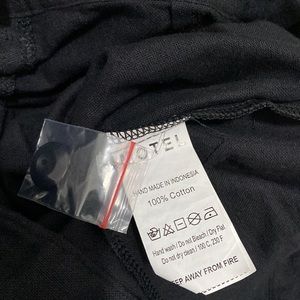 HAND MADE IN INDONESIA
100% Cotton
Hand wash / Do not Bleach / Dry Flat
Do not dry clean / 100 C, 230 F
KEEP AWAY FROM FIRE